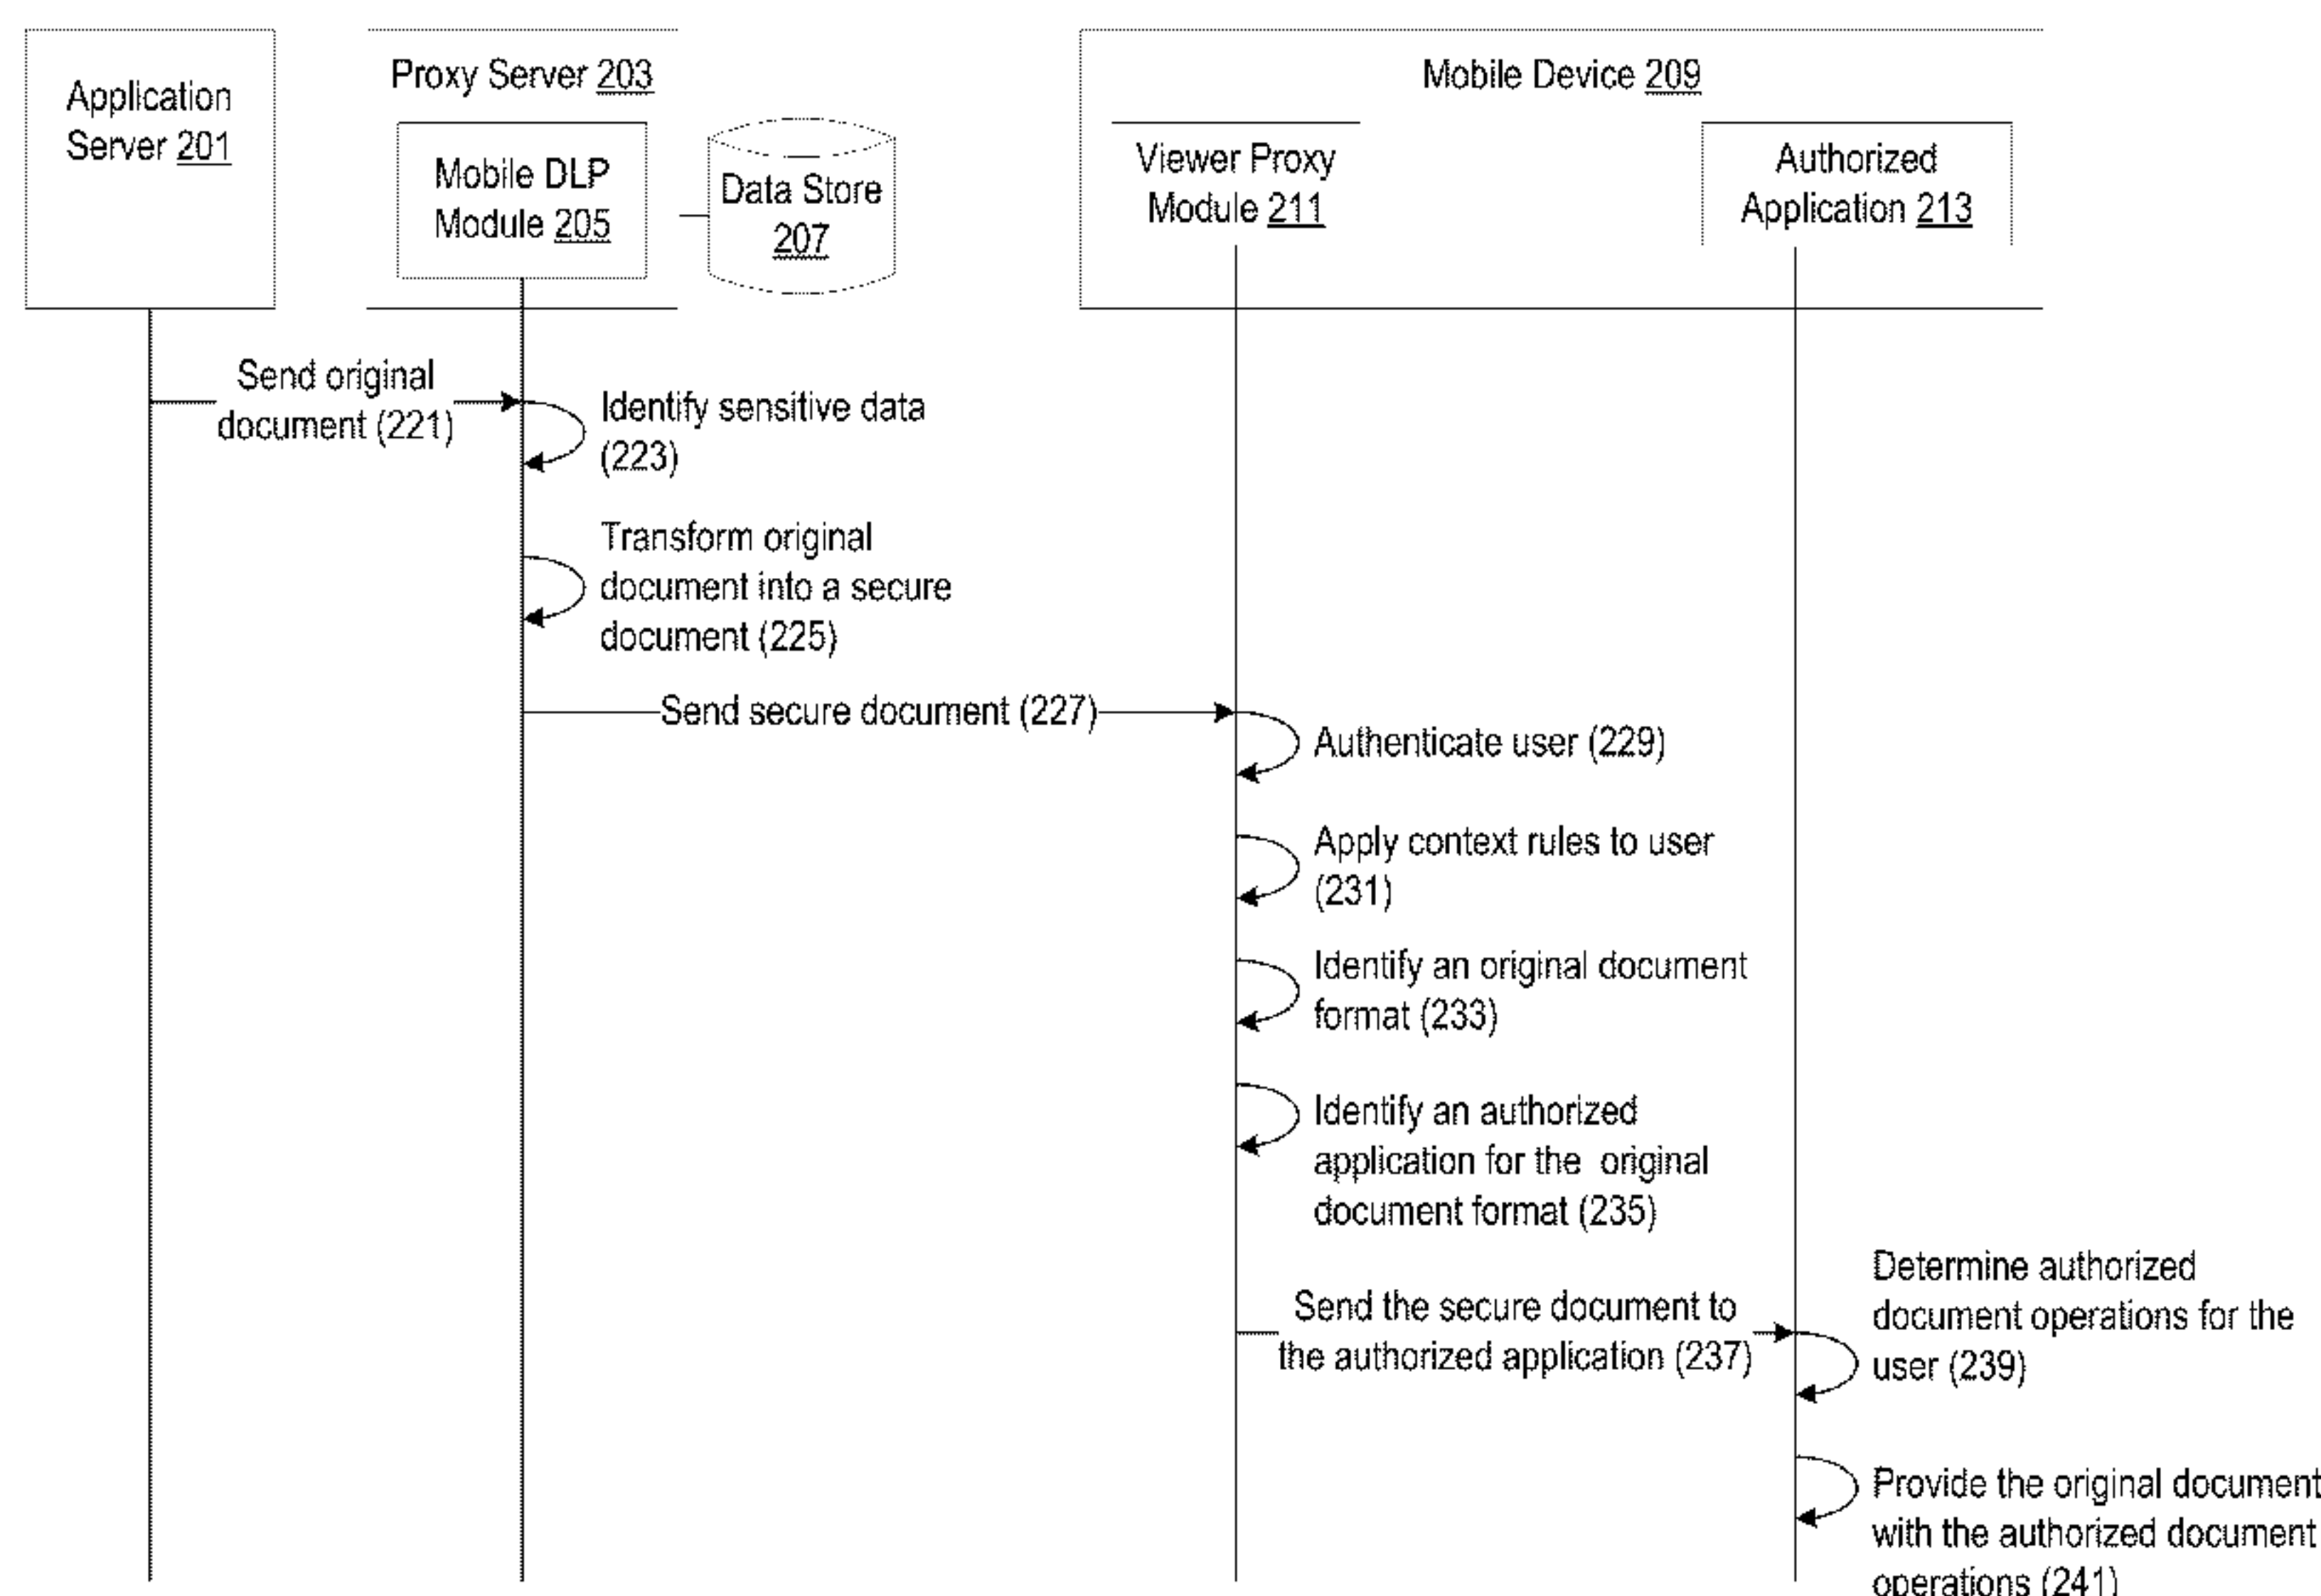 Application
Server 201
Proxy Server 203
Mobile DLP
Module 205
Data Store
207
Mobile Device 209
Viewer Proxy
Module 211
Authorized
Application 213
Send original
document (221)
Identify sensitive data
(223)
Transform original
document into a secure
document (225)
Send secure document (227)
Authenticate user (229)
Apply context rules to user
(231)
Identify an original document
format (233)
Identify an authorized
application for the original
document format (235)
Send the secure document to
the authorized application (237)
Determine authorized
document operations for the
user (239)
Provide the original document
with the authorized document
operations (241)